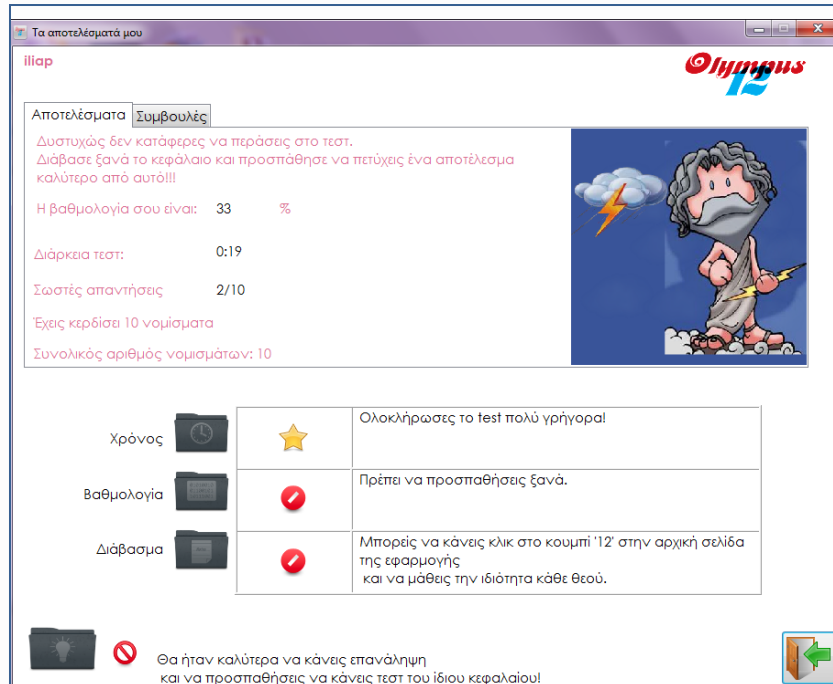 Τα αποτελέσματά μου
iliap
Olympus
12
Αποτελέσματα Συμβουλές
Δυστυχώς δεν κατάφερες να περάσεις στο τεστ.
Διάβασε ξανά το κεφάλαιο και προσπάθησε να πετύχεις ένα αποτέλεσμα
καλύτερο από αυτό!!!
Η βαθμολογία σου είναι: 33 %
Διάρκεια τεστ: 0:19
Σωστές απαντήσεις 2/10
Έχεις κερδίσει 10 νομίσματα
Συνολικός αριθμός νομισμάτων: 10
Χρόνος Ολοκλήρωσες το test πολύ γρήγορα!
Βαθμολογία Πρέπει να προσπαθήσεις ξανά.
Διάβασμα Μπορείς να κάνεις κλικ στο κουμπί '12' στην αρχική σελίδα
της εφαρμογής
και να μάθεις την ιδιότητα κάθε θεού.
Θα ήταν καλύτερα να κάνεις επανάληψη
και να προσπαθήσεις να κάνεις τεστ του ίδιου κεφαλαίου!